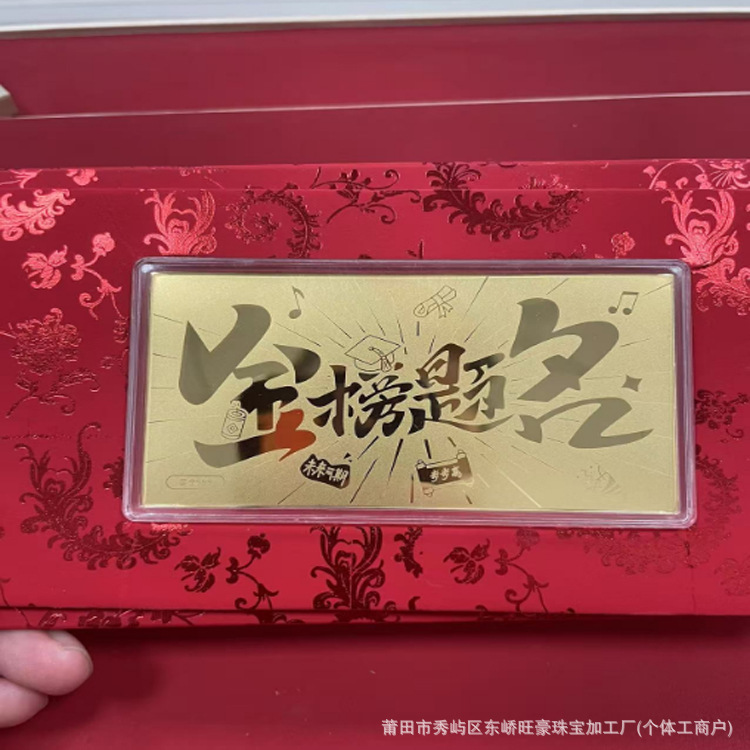 金榜题名
未来可期
步步高
莆田市秀屿区东峤旺豪珠宝加工厂(个体工商户)